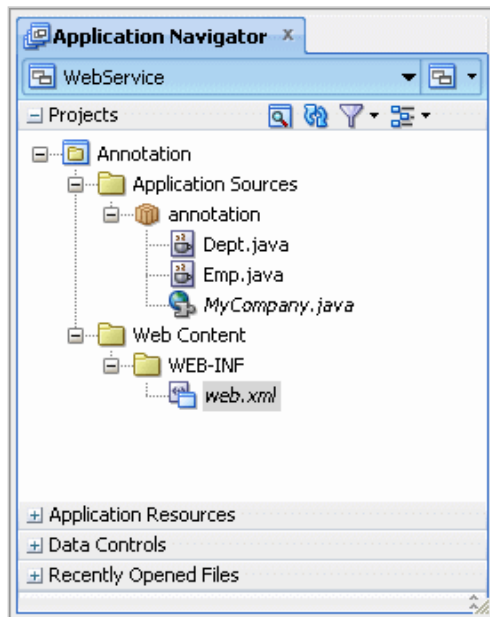 Application Navigator
WebService
Projects
Annotation
Application Sources
annotation
Dept.java
Emp.java
MyCompany.java
Web Content
WEB-INF
web.xml
Application Resources
Data Controls
Recently Opened Files